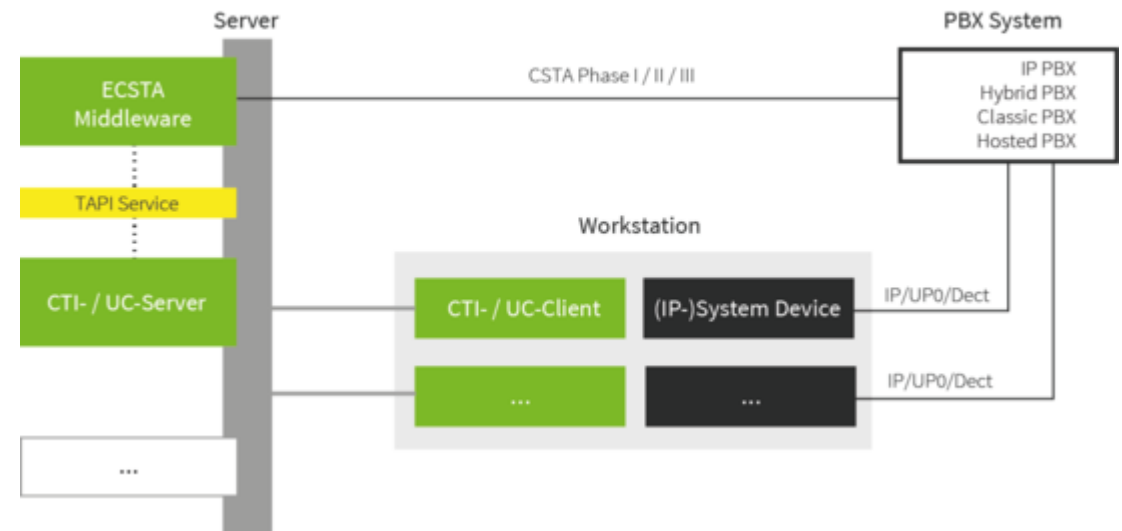 Server
PBX System
ECSTA
Middleware
CSTA Phase I / II / III
IP PBX
Hybrid PBX
Classic PBX
Hosted PBX
TAPI Service
Workstation
CTI- / UC-Server
CTI- / UC-Client
(IP-)System Device
IP/UP0/Dect
...
...
IP/UP0/Dect
...